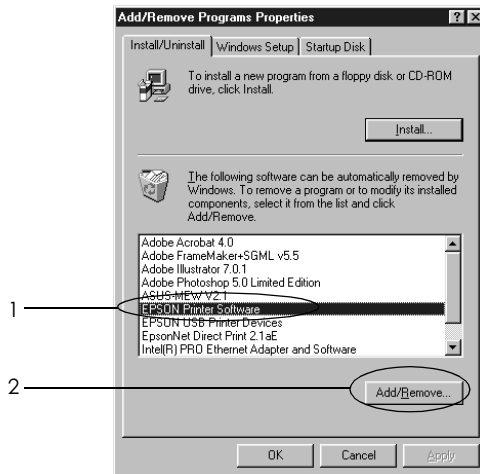 Add/Remove Programs Properties
Install/Uninstall Windows Setup Startup Disk
To install a new program from a floppy disk or CD-ROM
drive, click Install.
Install...
The following software can be automatically removed by
Windows. To remove a program or to modify its installed
components, select it from the list and click
Add/Remove.
Adobe Acrobat 4.0
Adobe FrameMaker+SGML v5.5
Adobe Illustrator 7.0.1
Adobe Photoshop 5.0 Limited Edition
ASUS-MEW V2.1
1
EPSON Printer Software
EPSON USB Printer Devices
EpsonNet Direct Print 2.1aE
Intel(R) PRO Ethernet Adapter and Software
2
Add/Remove...
OK Cancel Apply